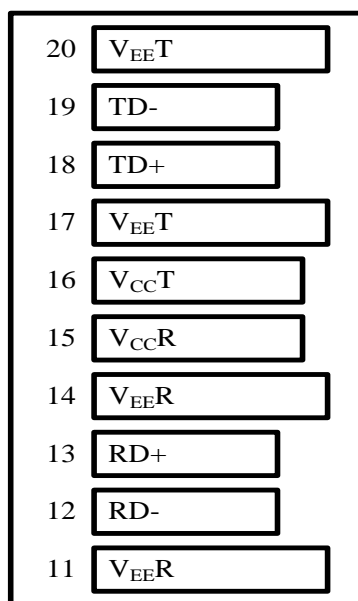 20 VEET
19 TD-
18 TD+
17 VEET
16 VCCT
15 VCCR
14 VEER
13 RD+
12 RD-
11 VEER